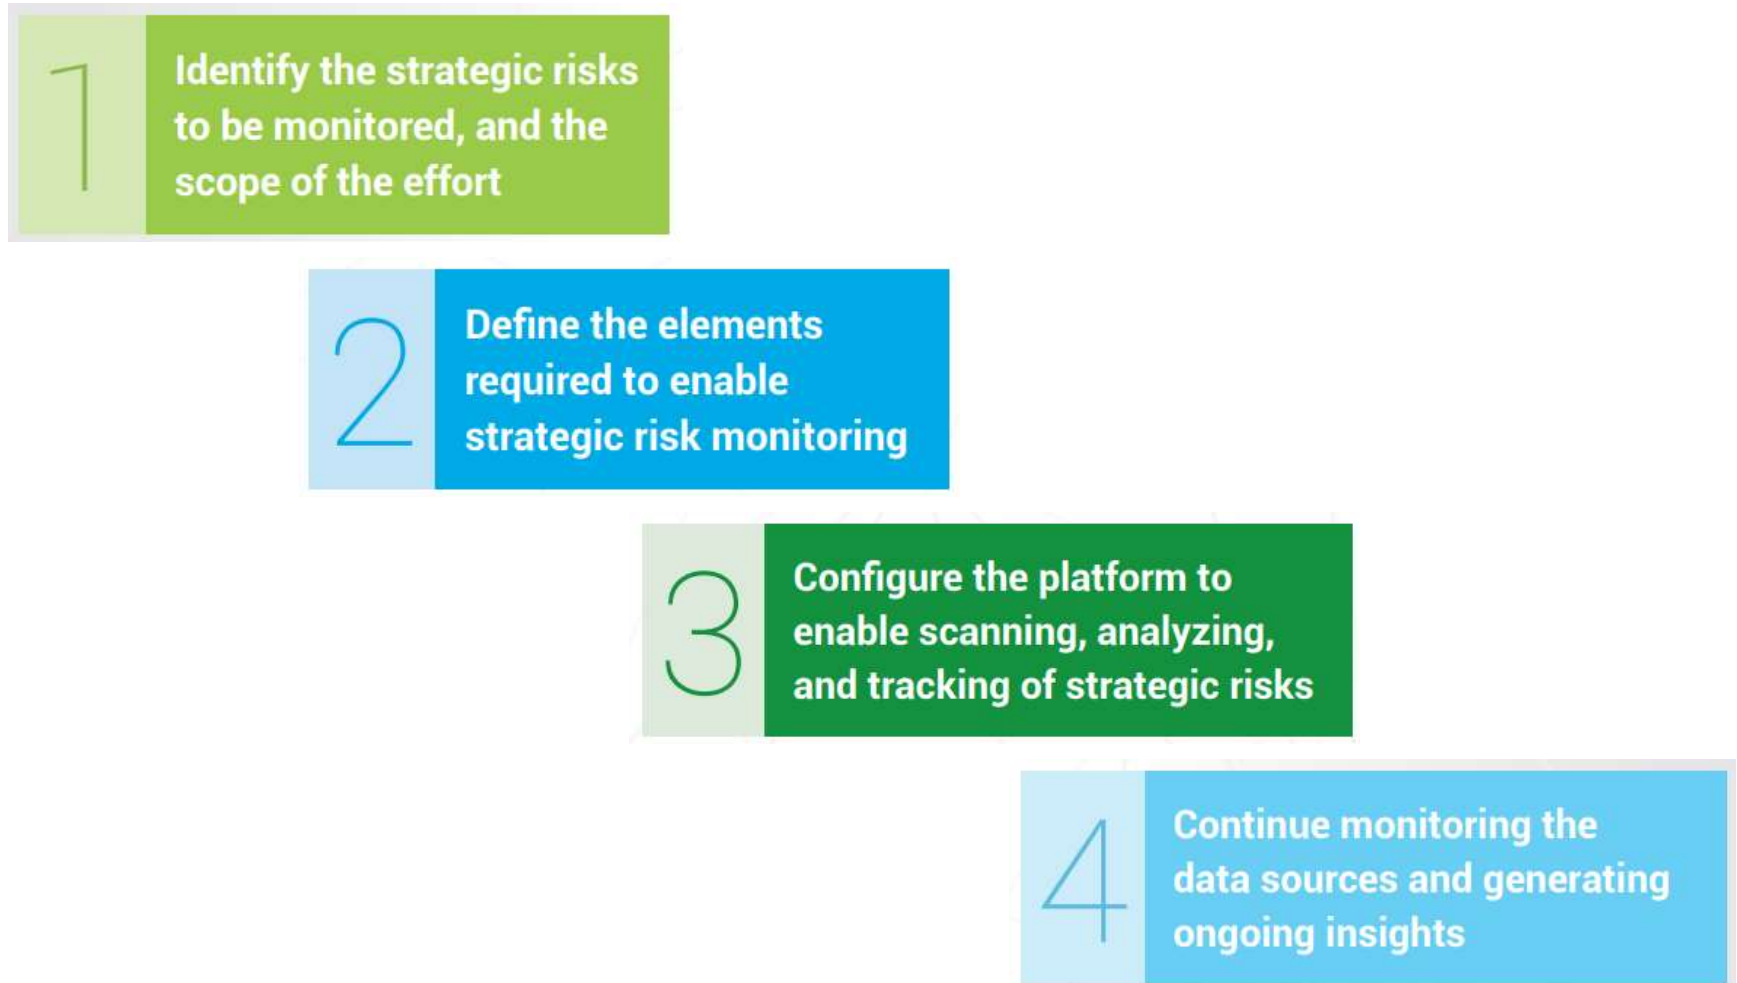 1
Identify the strategic risks
to be monitored, and the
scope of the effort
2
Define the elements
required to enable
strategic risk monitoring
3
Configure the platform to
enable scanning, analyzing,
and tracking of strategic risks
4
Continue monitoring the
data sources and generating
ongoing insights